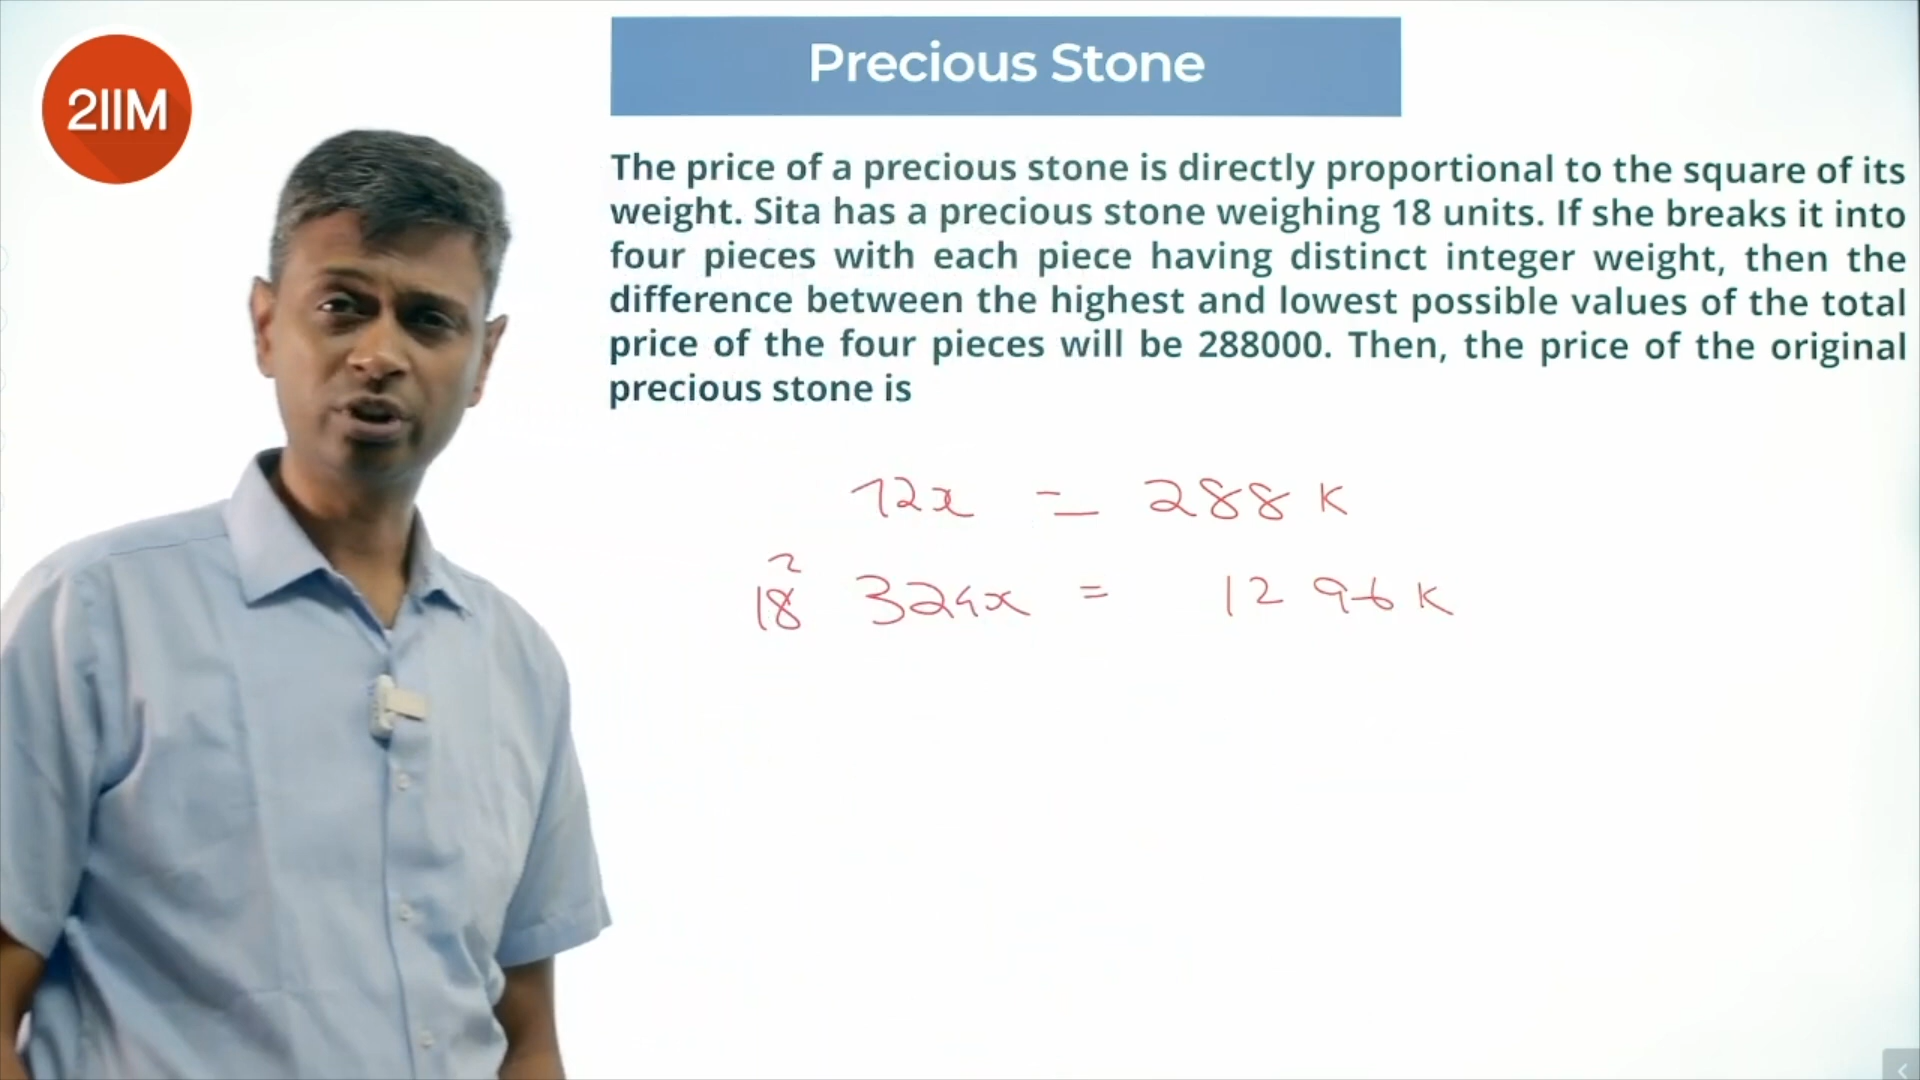 2IIM
Precious Stone
The price of a precious stone is directly proportional to the square of its
weight. Sita has a precious stone weighing 18 units. If she breaks it into
four pieces with each piece having distinct integer weight, then the
difference between the highest and lowest possible values of the total
price of the four pieces will be 288000. Then, the price of the original
precious stone is
72x = 288 K
18² 324x = 1296 K